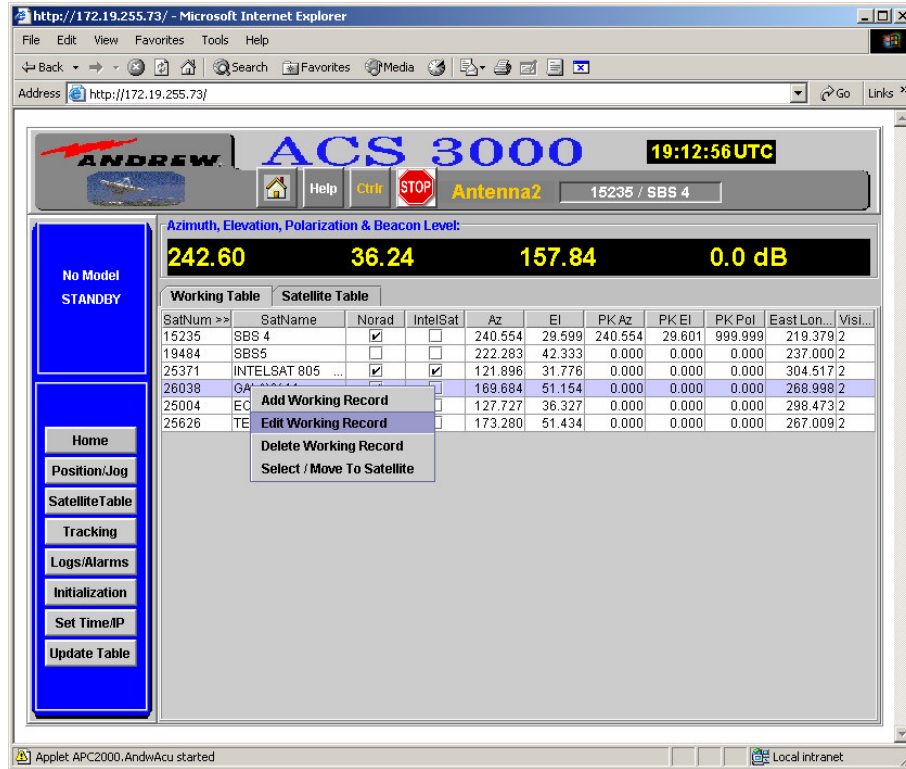 http://172.19.255.73/ - Microsoft Internet Explorer
File Edit View Favorites Tools Help
Back Search Favorites Media
Address http://172.19.255.73/ Go Links »
ANDREW. ACS 3000 19:12:56 UTC
Help Ctrlr STOP Antenna2 15235 / SBS 4
Azimuth, Elevation, Polarization & Beacon Level:
242.60 36.24 157.84 0.0 dB
No Model
STANDBY
Working Table Satellite Table
SatNum >> SatName Norad IntelSat Az El PK Az PK El PK Pol East Lon... Visi...
15235 SBS 4 240.554 29.599 240.554 29.601 999.999 219.379 2
19484 SBS5 222.283 42.333 0.000 0.000 0.000 237.000 2
25371 INTELSAT 805 ... 121.896 31.776 0.000 0.000 0.000 304.517 2
26038 169.684 51.154 0.000 0.000 0.000 268.998 2
25004 EC 127.727 36.327 0.000 0.000 0.000 298.473 2
25626 TE 173.280 51.434 0.000 0.000 0.000 267.009 2
Add Working Record
Edit Working Record
Delete Working Record
Select / Move To Satellite
Home
Position/Jog
SatelliteTable
Tracking
Logs/Alarms
Initialization
Set Time/IP
Update Table
Applet APC2000.AndwAcu started Local intranet